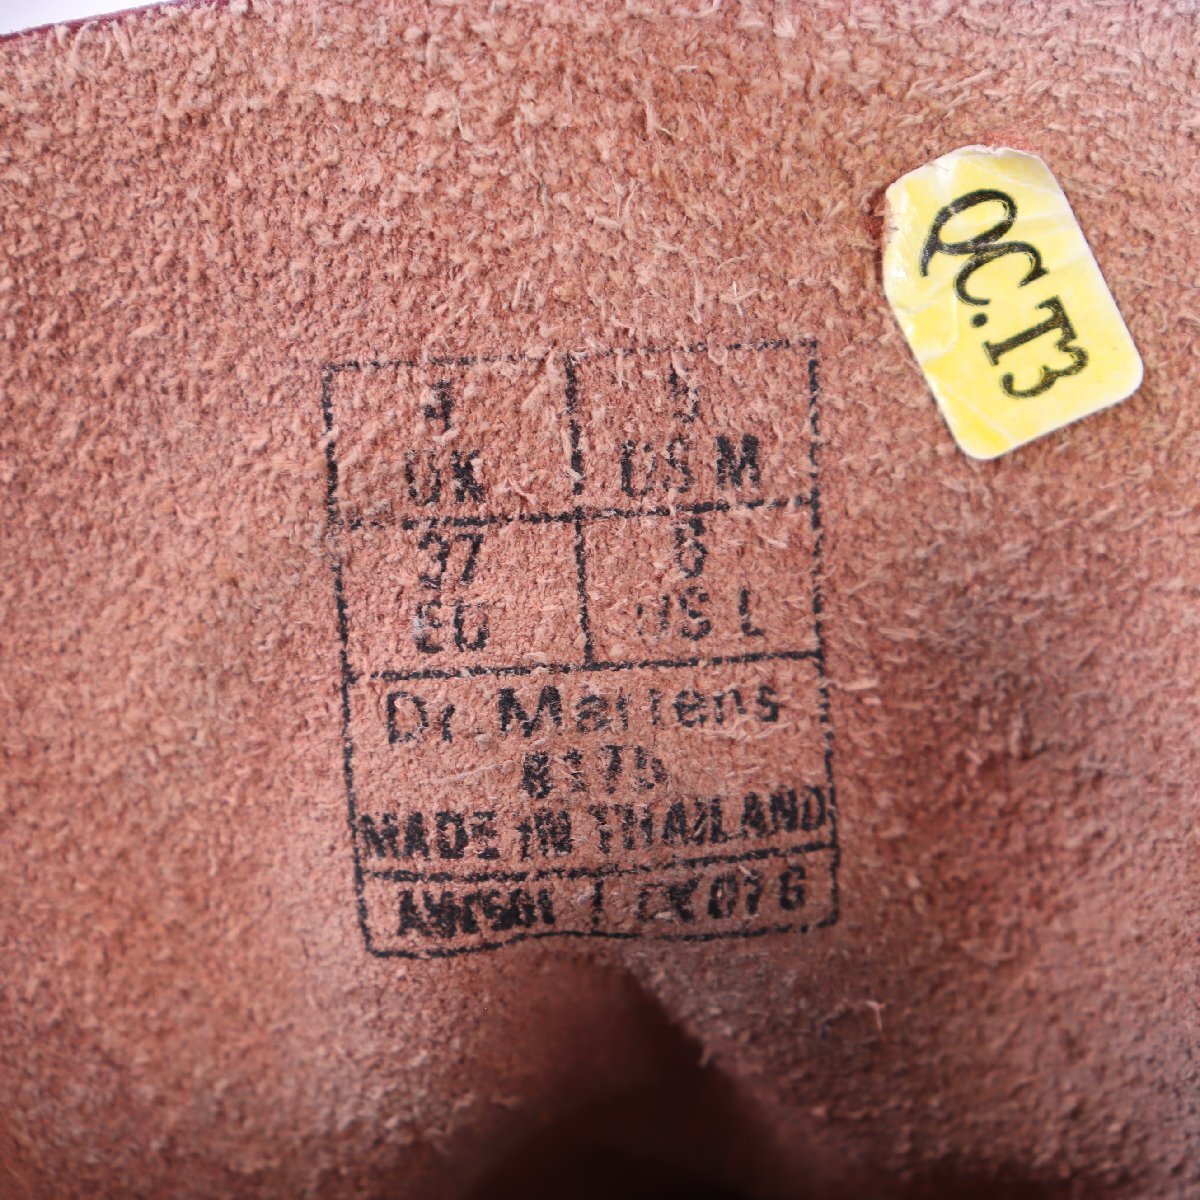 4 5
UK US M
37 6
EU US L
Dr. Martens
8175
MADE IN THAILAND
QC.T3